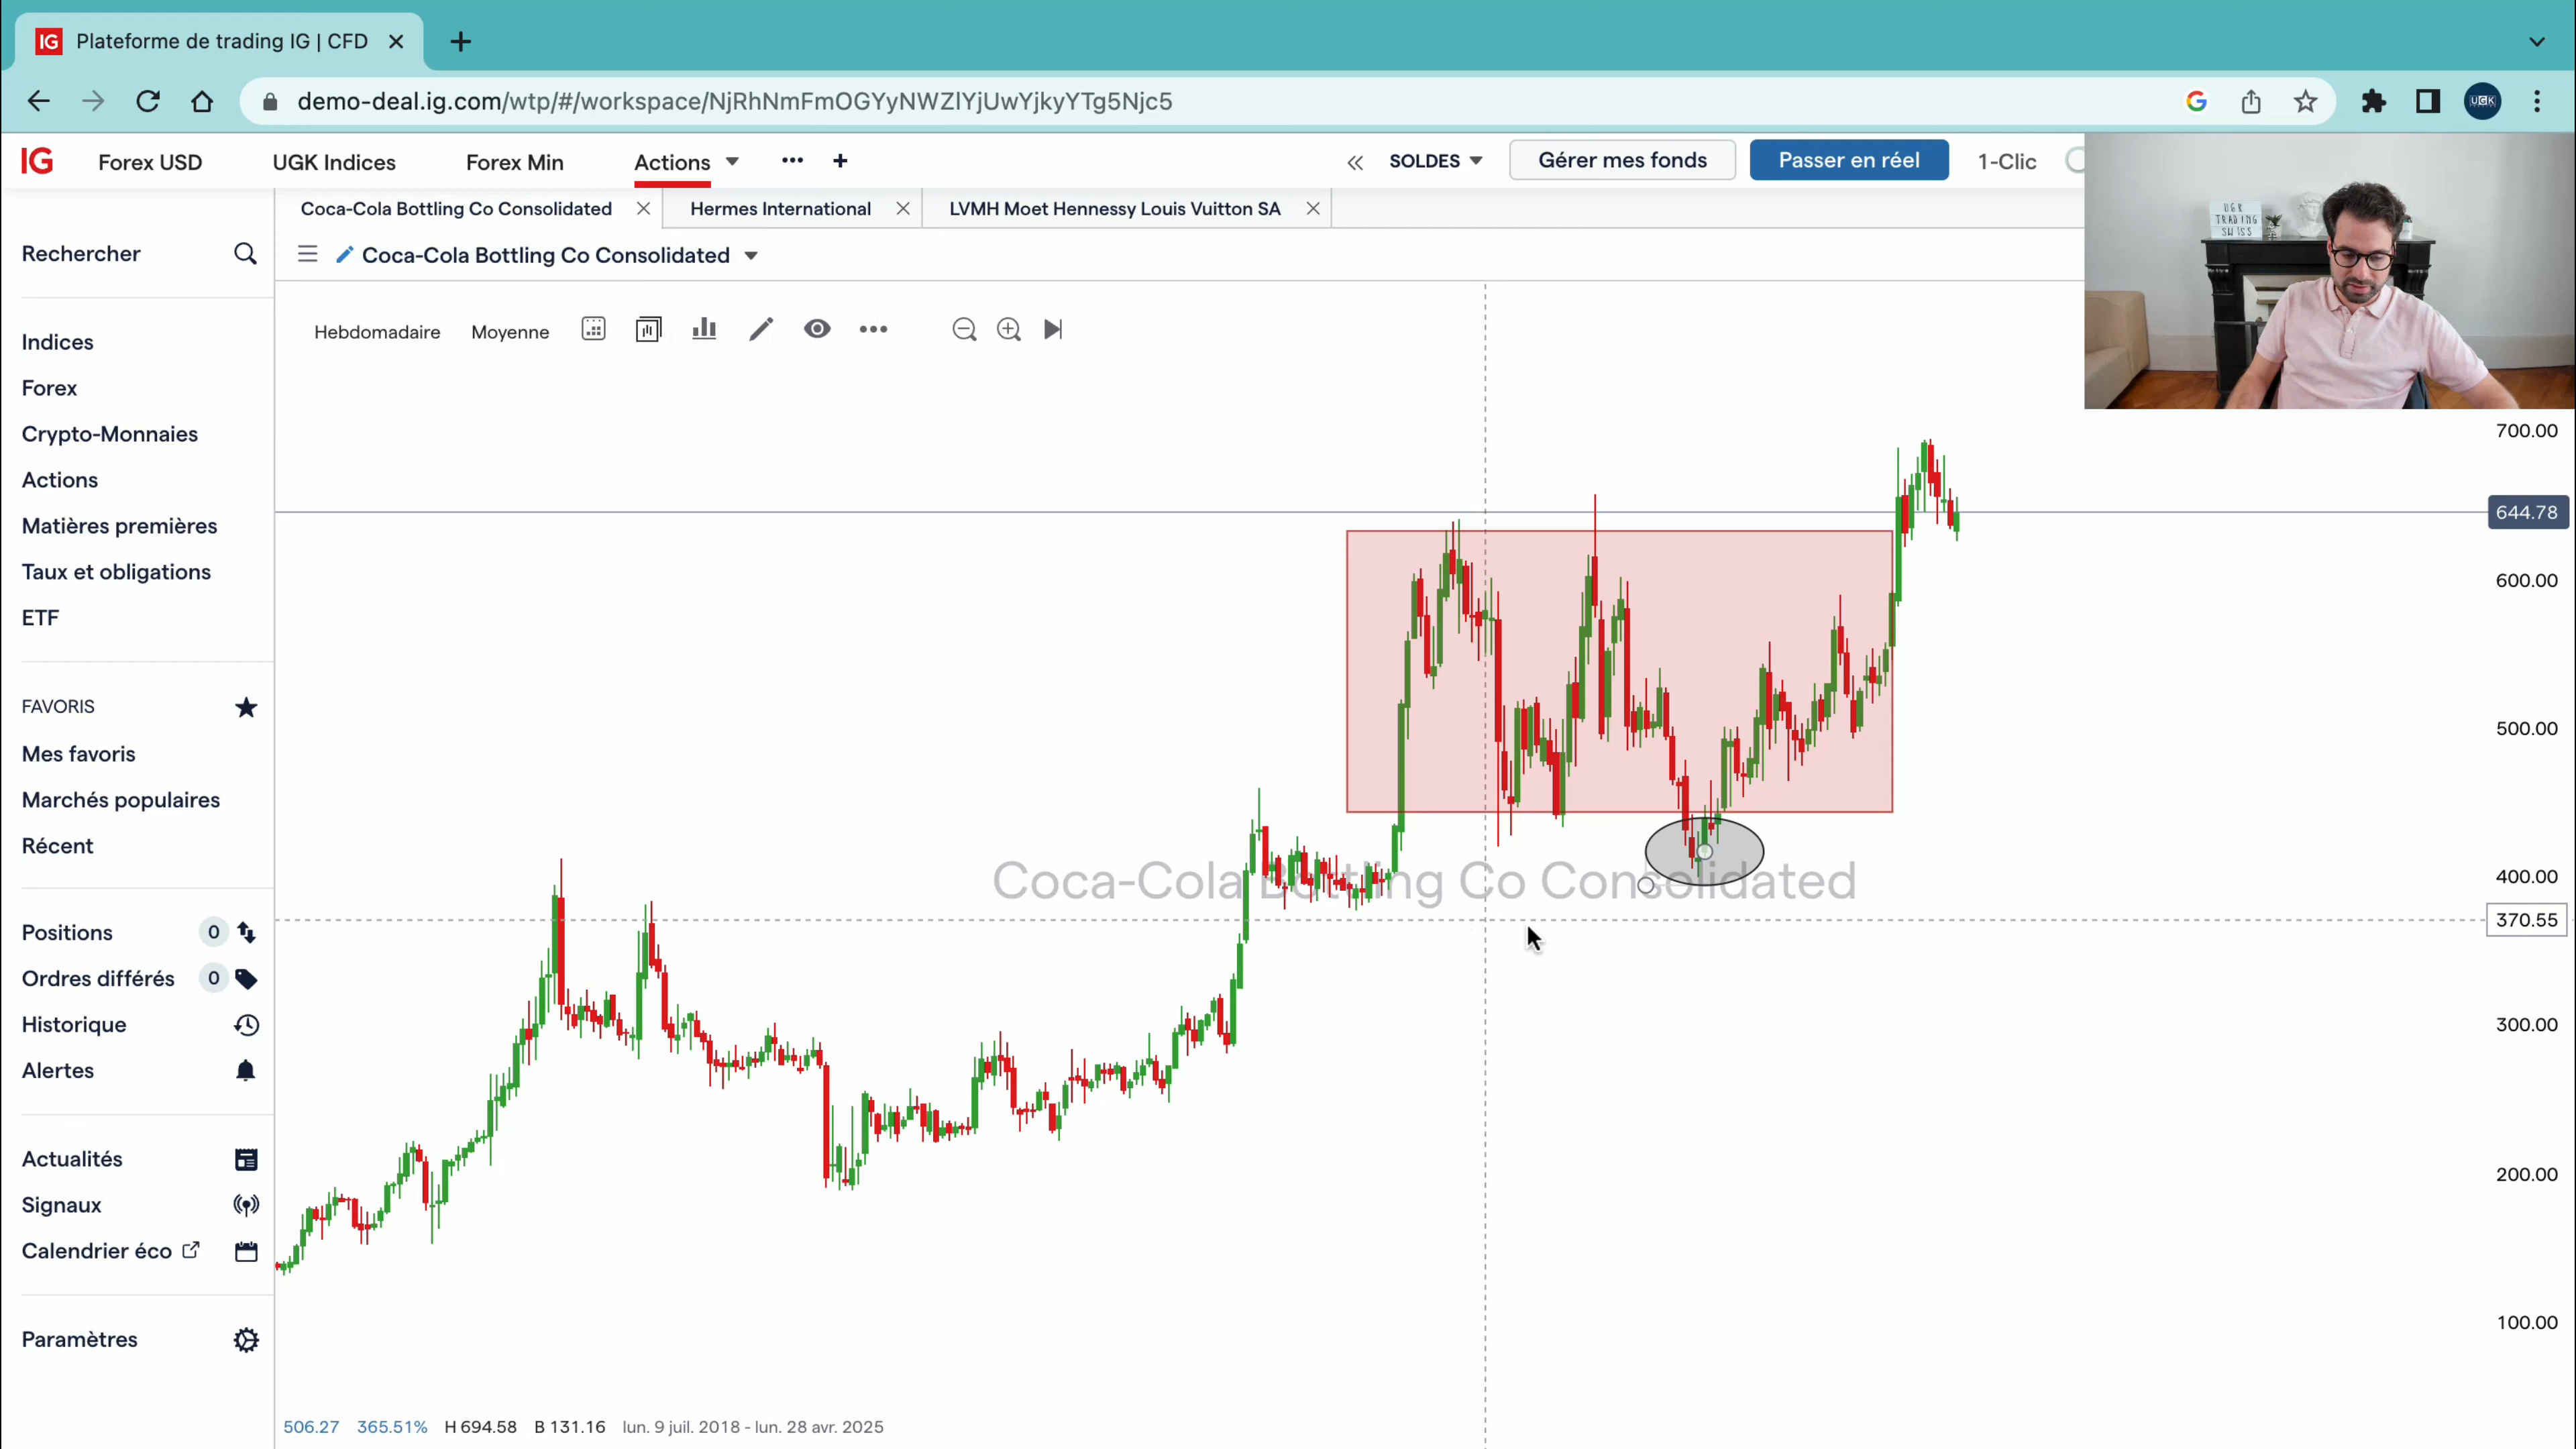 IG Plateforme de trading IG | CFD
demo-deal.ig.com/wtp/#/workspace/NjRhNmFmOGYyNWZlYjUwYjkyYTg5Njc5
UGK
IG Forex USD UGK Indices Forex Min Actions SOLDES Gérer mes fonds Passer en réel 1-Clic
Coca-Cola Bottling Co Consolidated Hermes International LVMH Moet Hennessy Louis Vuitton SA
Coca-Cola Bottling Co Consolidated
Hebdomadaire Moyenne
UGK
TRADING
SWISS
Rechercher
Indices
Forex
Crypto-Monnaies
Actions
Matières premières
Taux et obligations
ETF
FAVORIS
Mes favoris
Marchés populaires
Récent
Positions 0
Ordres différés 0
Historique
Alertes
Actualités
Signaux
Calendrier éco
Paramètres
Coca-Cola Bottling Co Consolidated
700.00
644.78
600.00
500.00
400.00
370.55
300.00
200.00
100.00
506.27 365.51% H 694.58 B 131.16 lun. 9 juil. 2018 - lun. 28 avr. 2025